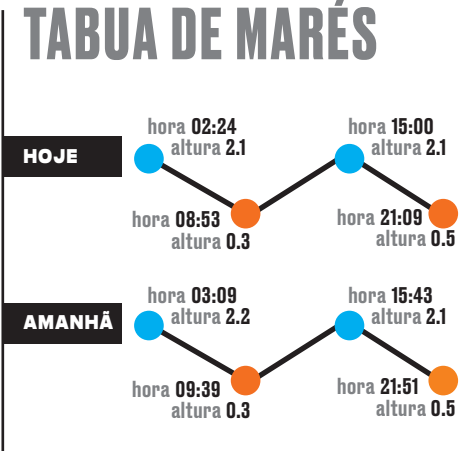 TABUA DE MARÉS
hora 02:24
altura 2.1
hora 15:00
altura 2.1
HOJE
hora 08:53
altura 0.3
hora 21:09
altura 0.5
hora 03:09
altura 2.2
hora 15:43
altura 2.1
AMANHÃ
hora 09:39
altura 0.3
hora 21:51
altura 0.5